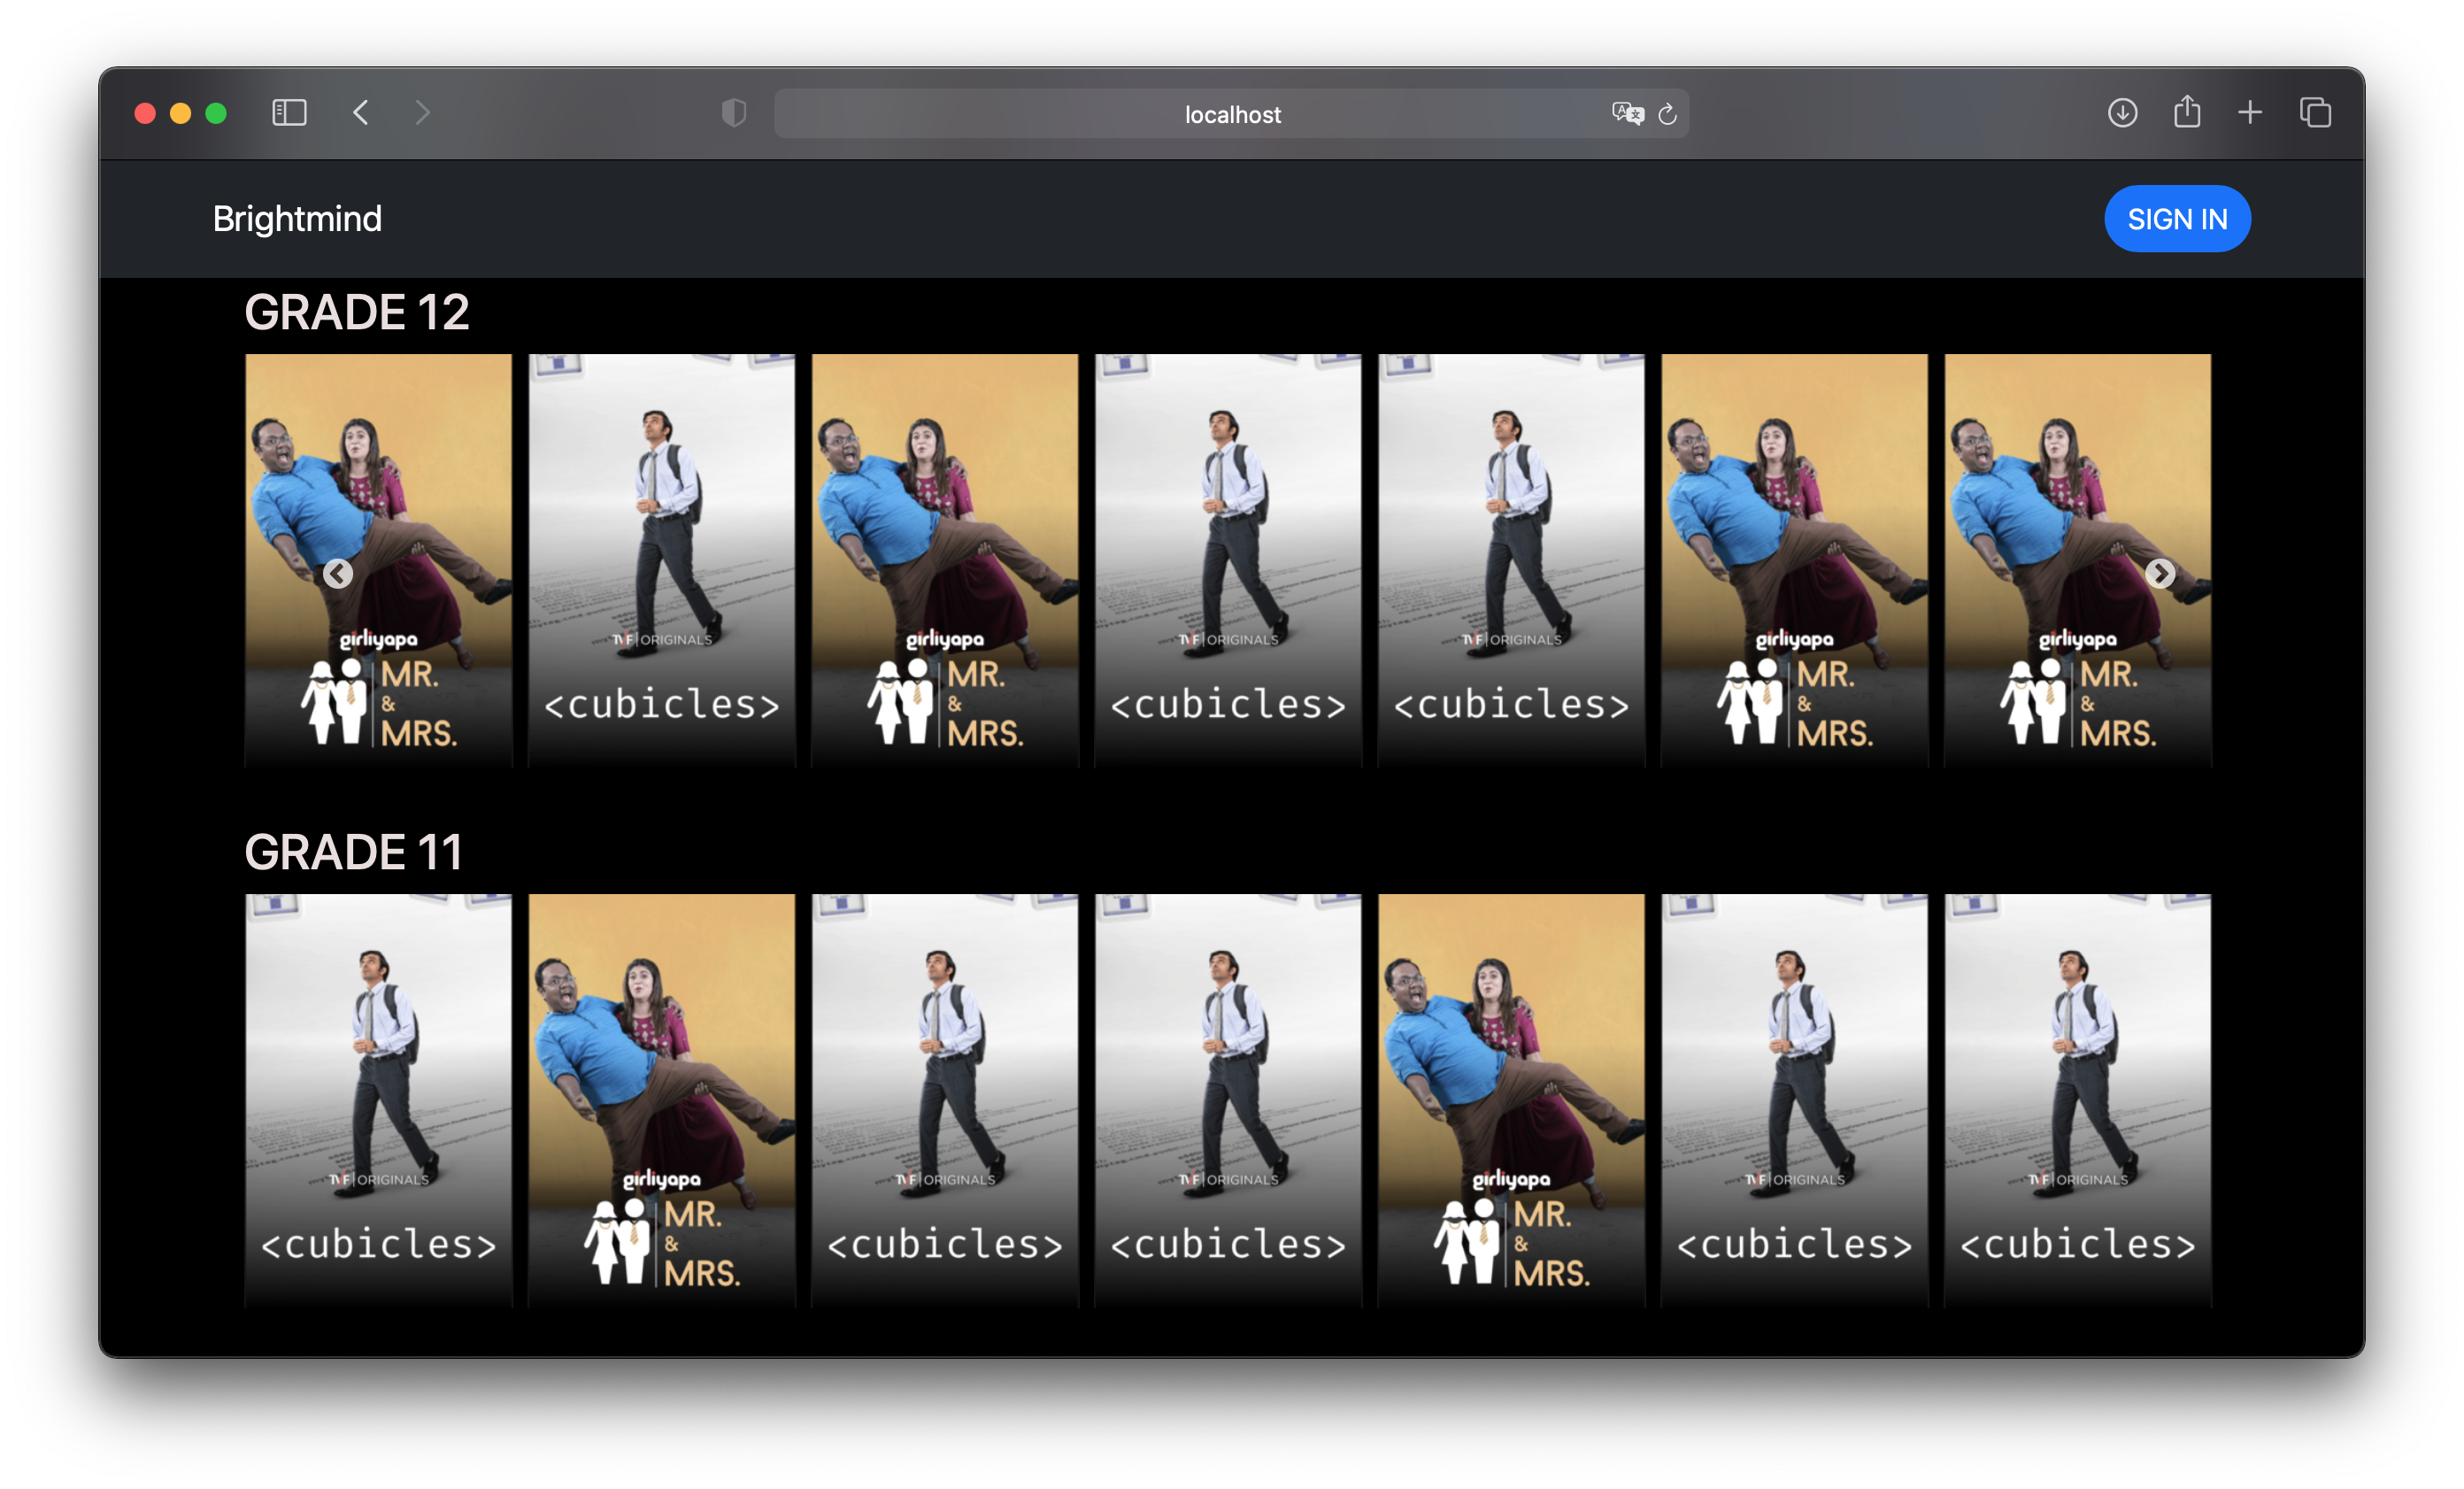 localhost
Brightmind
SIGN IN
GRADE 12
girliyapa
MR.
&
MRS.
TVF|ORIGINALS
<cubicles>
girliyapa
MR.
&
MRS.
TVF|ORIGINALS
<cubicles>
TVF|ORIGINALS
<cubicles>
girliyapa
MR.
&
MRS.
girliyapa
MR.
&
MRS.
GRADE 11
TVF|ORIGINALS
<cubicles>
girliyapa
MR.
&
MRS.
TVF|ORIGINALS
<cubicles>
TVF|ORIGINALS
<cubicles>
girliyapa
MR.
&
MRS.
TVF|ORIGINALS
<cubicles>
TVF|ORIGINALS
<cubicles>